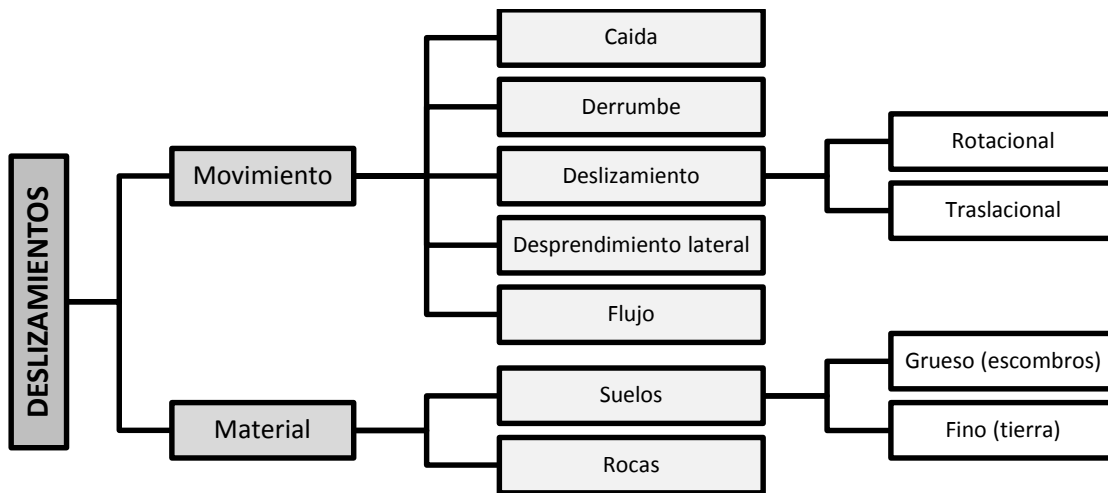 DESLIZAMIENTOS
Movimiento
Caida
Derrumbe
Deslizamiento
Rotacional
Traslacional
Desprendimiento lateral
Flujo
Material
Suelos
Grueso (escombros)
Fino (tierra)
Rocas